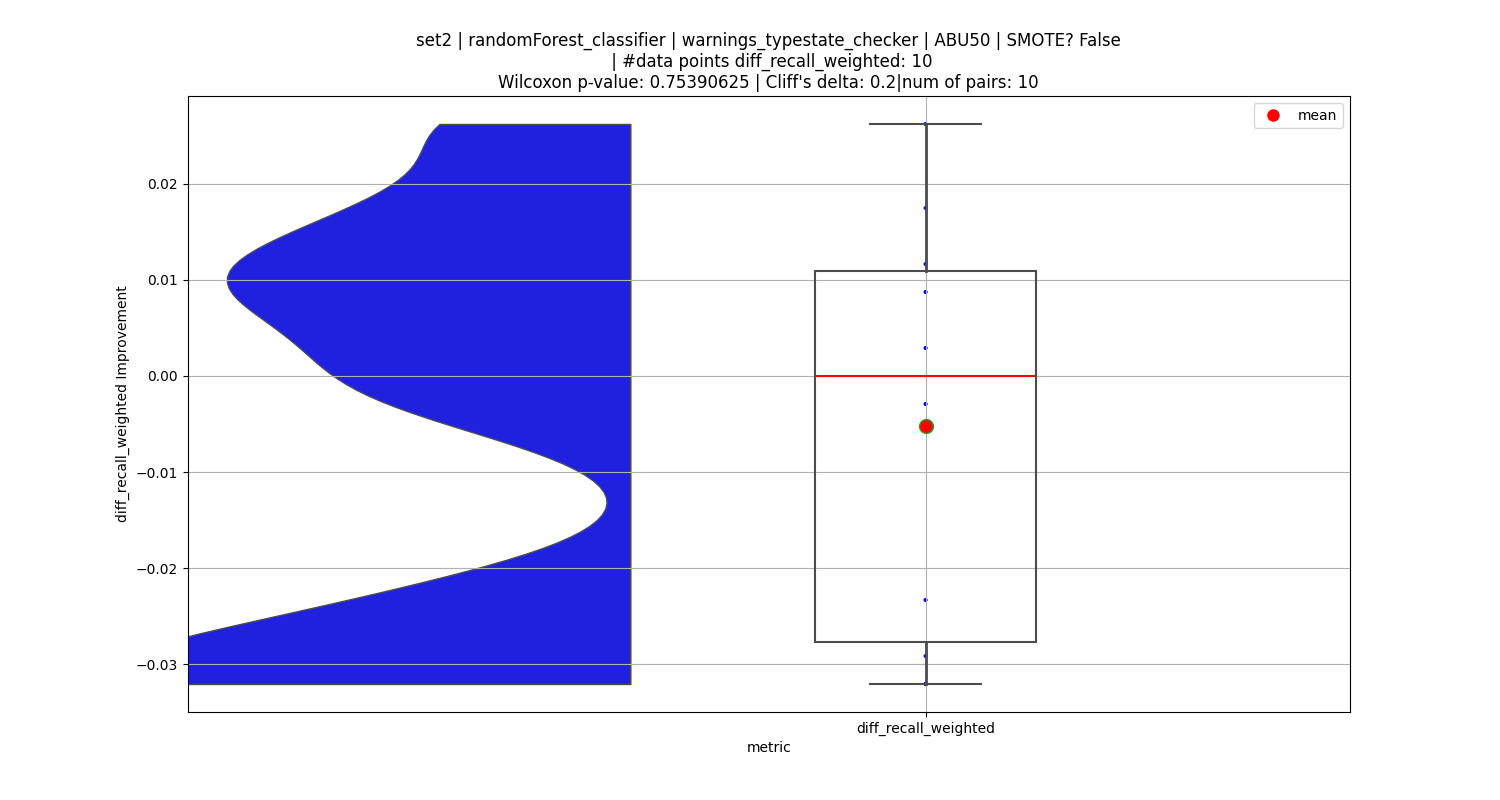 set2 | randomForest_classifier | warnings_typestate_checker | ABU50 | SMOTE? False
| #data points diff_recall_weighted: 10
Wilcoxon p-value: 0.75390625 | Cliff's delta: 0.2|num of pairs: 10
mean
0.02
0.01
0.00
−0.01
−0.02
−0.03
diff_recall_weighted Improvement
diff_recall_weighted
metric